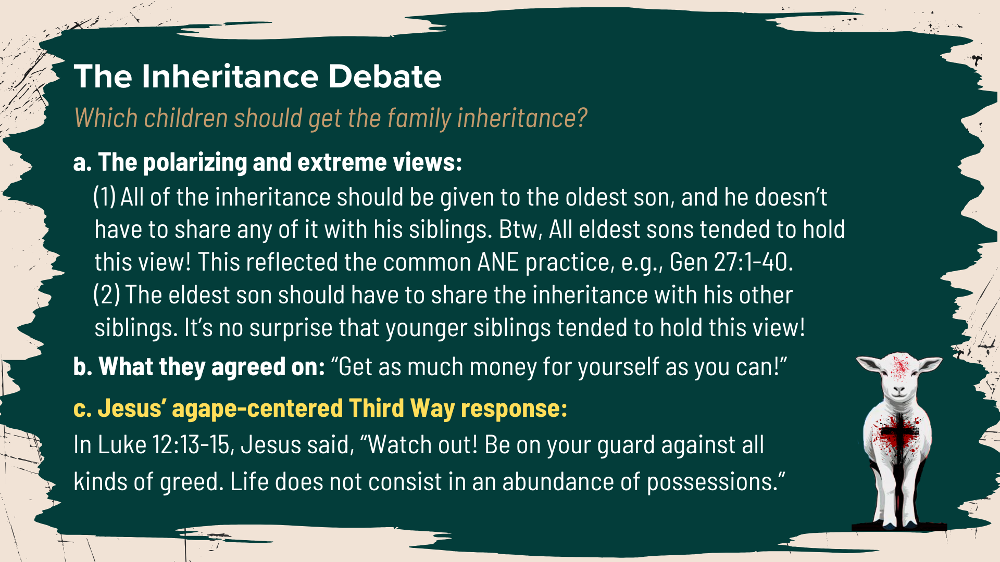 The Inheritance Debate
Which children should get the family inheritance?
a. The polarizing and extreme views:
(1) All of the inheritance should be given to the oldest son, and he doesn’t
have to share any of it with his siblings. Btw, All eldest sons tended to hold
this view! This reflected the common ANE practice, e.g., Gen 27:1-40.
(2) The eldest son should have to share the inheritance with his other
siblings. It’s no surprise that younger siblings tended to hold this view!
b. What they agreed on: “Get as much money for yourself as you can!”
c. Jesus’ agape-centered Third Way response:
In Luke 12:13-15, Jesus said, “Watch out! Be on your guard against all
kinds of greed. Life does not consist in an abundance of possessions.”